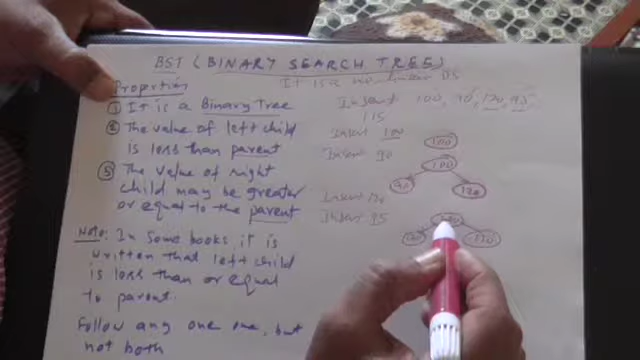 BST (BINARY SEARCH TREE)
It is a non linear DS
Properties
① It is a Binary Tree
② The value of left child
is less than parent
③ The value of right
child may be greater
or equal to the parent
Note: In some books it is
written that left child
is less than or equal
to parent.
Follow any one one, but
not both
Insert 100, 90, 120, 95
115
Insert 100
100
Insert 90
100
90
120
Insert 120
Insert 95